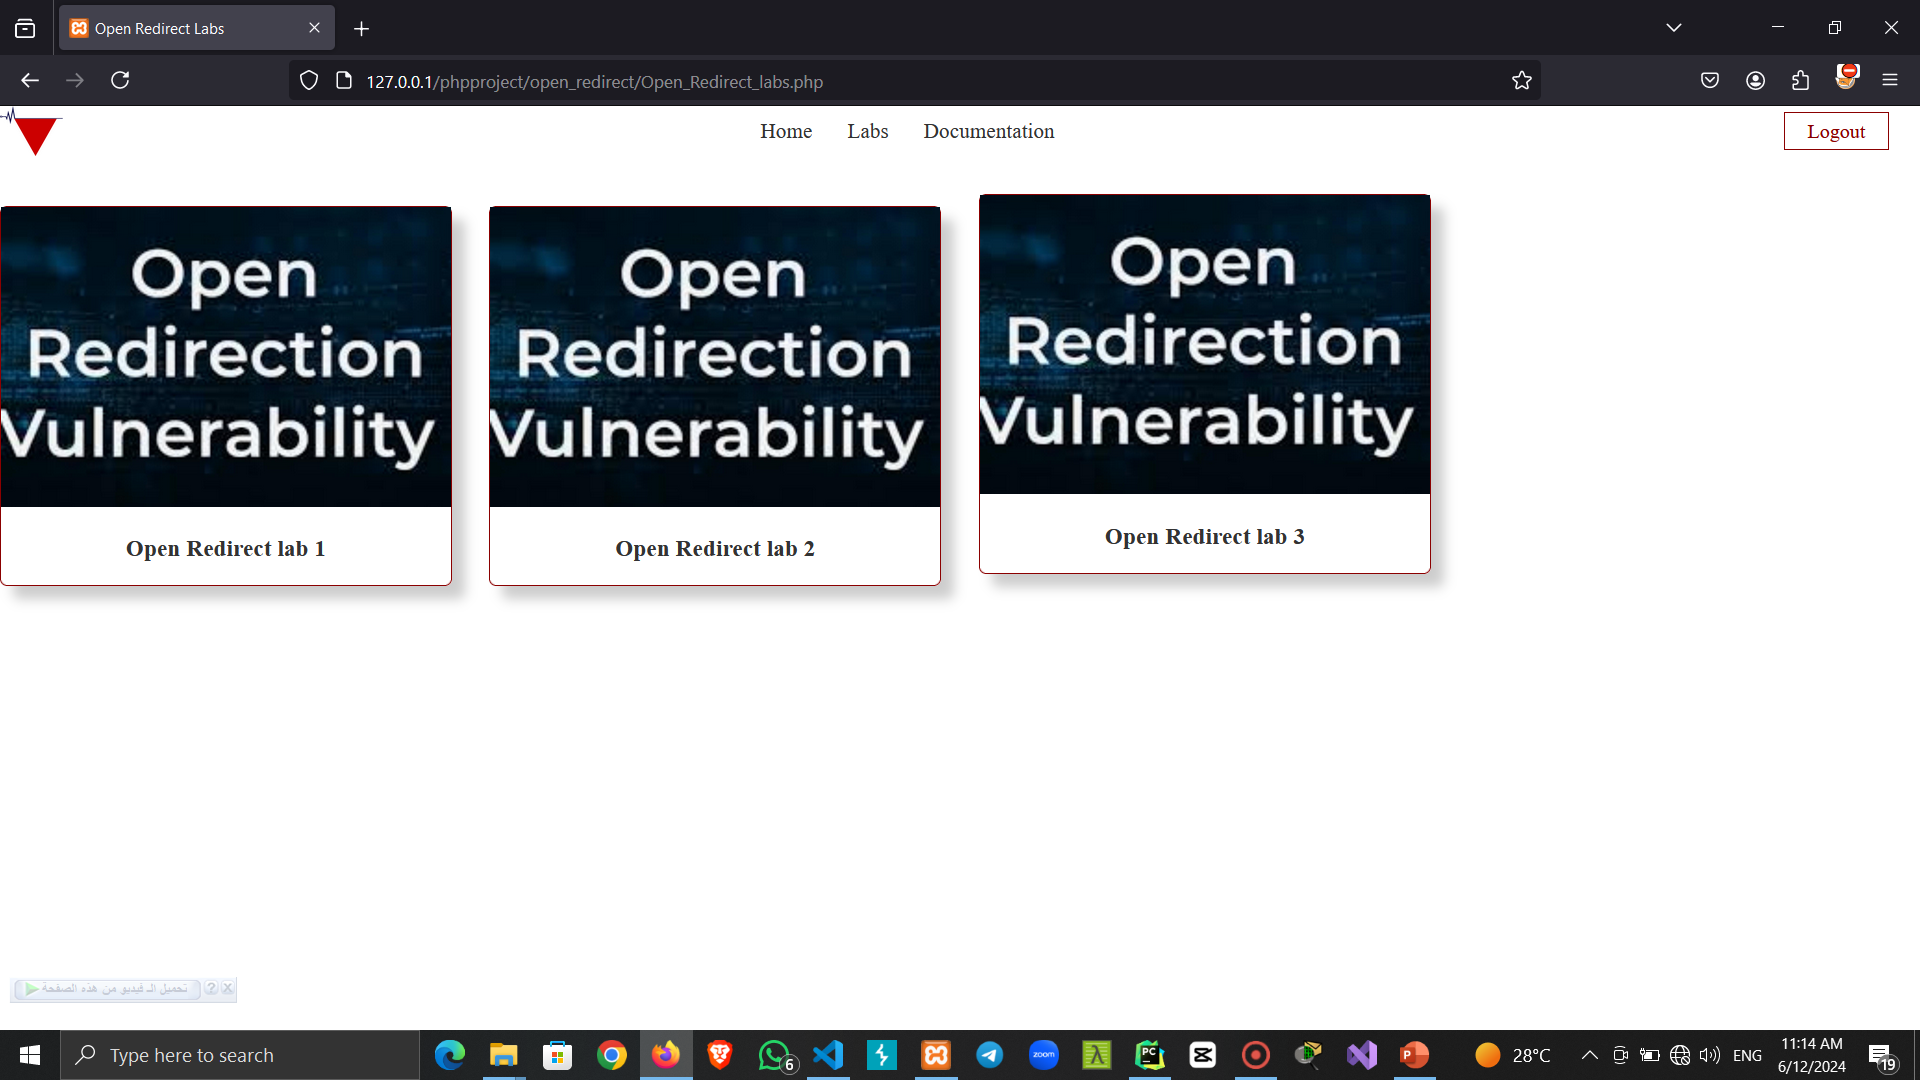 Open Redirect Labs
127.0.0.1/phpproject/open_redirect/Open_Redirect_labs.php
Home Labs Documentation
Logout
Open
Redirection
Vulnerability
Open Redirect lab 1
Open
Redirection
Vulnerability
Open Redirect lab 2
Open
Redirection
Vulnerability
Open Redirect lab 3
تحميل الـ فيديو من هذه الصفحة ? X
Type here to search
6
zoom
PC
P
28°C
ENG
11:14 AM
6/12/2024
19